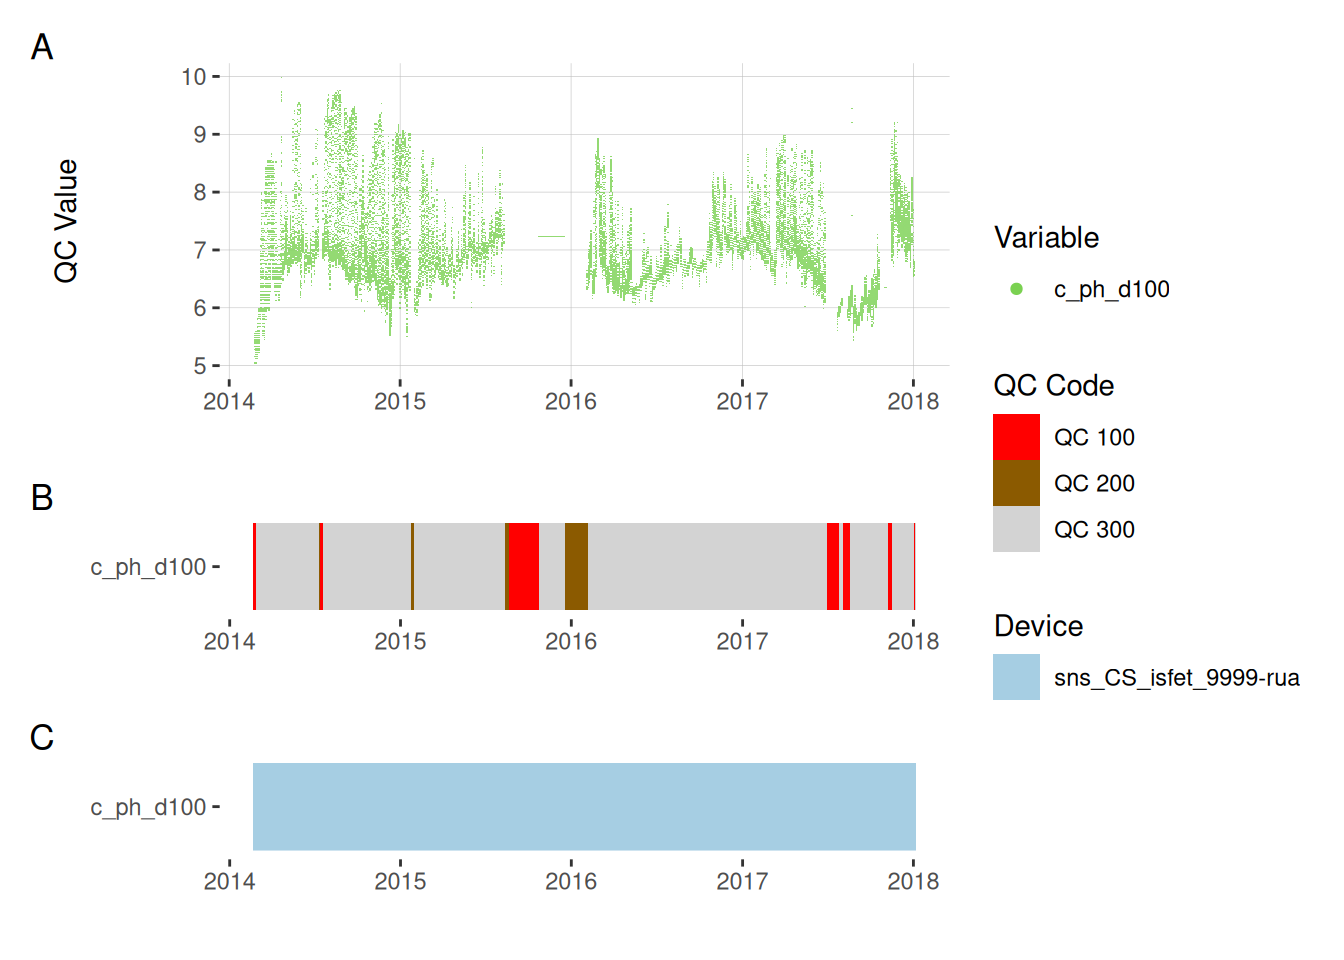 A
QC Value
10
9
8
7
6
5
2014 2015 2016 2017 2018
B
c_ph_d100
2014 2015 2016 2017 2018
C
c_ph_d100
2014 2015 2016 2017 2018
Variable
c_ph_d100
QC Code
QC 100
QC 200
QC 300
Device
sns_CS_isfet_9999-rua